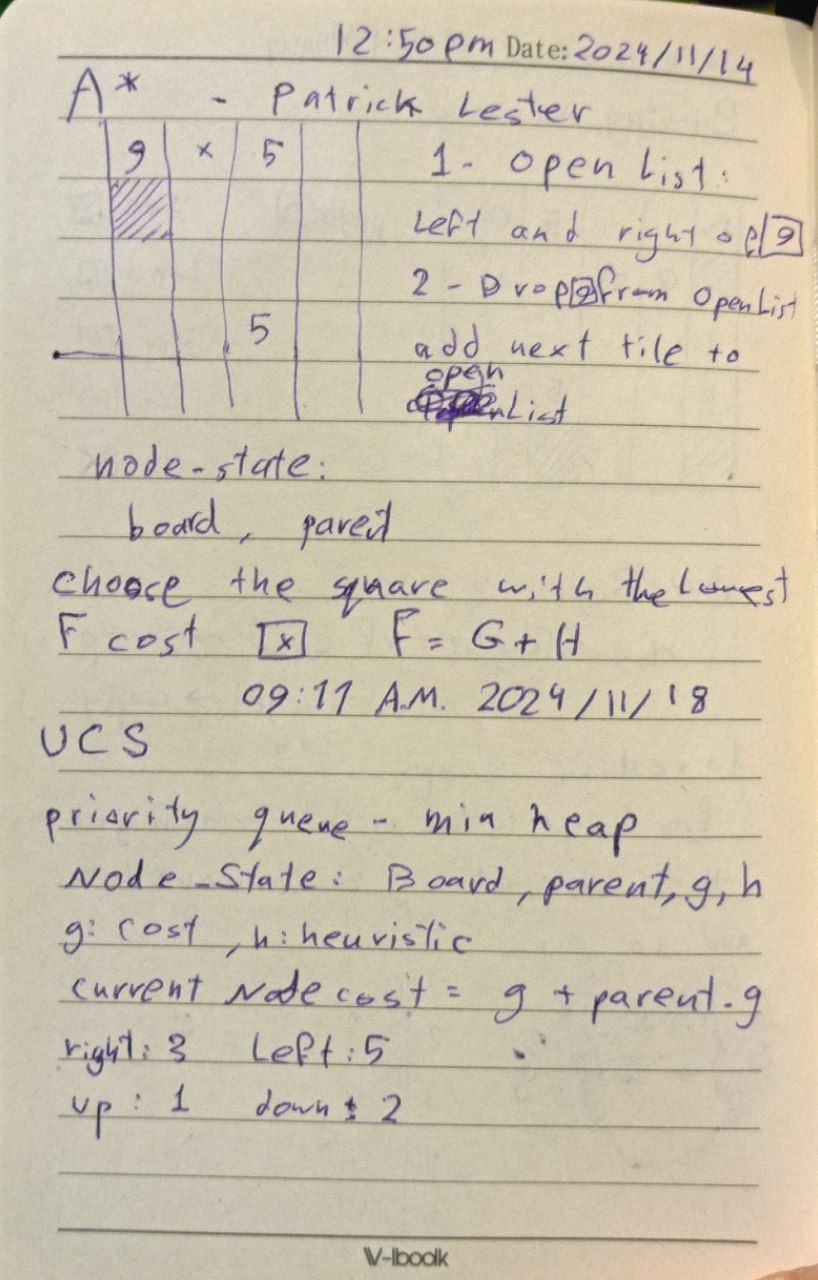 12:50pm Date: 2024/11/14
A* - Patrick Lester
9 x 5
1- open List:
Left and right of 9
2- Drop 9 from OpenList
5
add next tile to
open
List
node-state:
board, parent
choose the square with the Lowest
F cost x F = G + H
09:11 A.M. 2024/11/18
UCS
priority queue - min heap
Node-State: Board, parent, g, h
g: cost, h: heuristic
current Node cost = g + parent.g
right: 3 Left: 5
up: 1 down: 2
V-Ibook